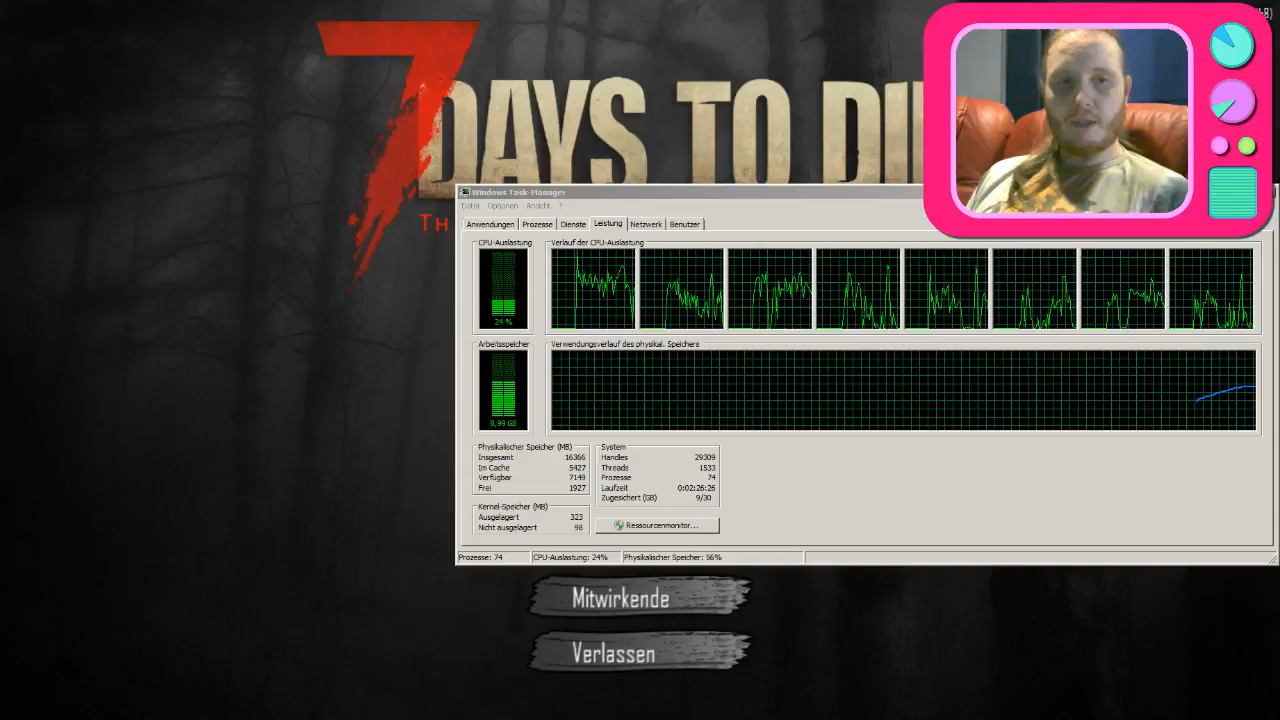 7 DAYS TO DI
TH
Windows Task-Manager
Datei Optionen Ansicht ?
Anwendungen Prozesse Dienste Leistung Netzwerk Benutzer
CPU-Auslastung Verlauf der CPU-Auslastung
24 %
Arbeitsspeicher Verwendungsverlauf des physikal. Speichers
8,99 GB
Physikalischer Speicher (MB)
Insgesamt 16366
Im Cache 5427
Verfügbar 7149
Frei 1927
Kernel-Speicher (MB)
Ausgelagert 323
Nicht ausgelagert 98
System
Handles 29309
Threads 1533
Prozesse 74
Laufzeit 0:02:26:26
Zugesichert (GB) 9/30
Ressourcenmonitor...
Prozesse: 74 CPU-Auslastung: 24% Physikalischer Speicher: 56%
Mitwirkende
Verlassen